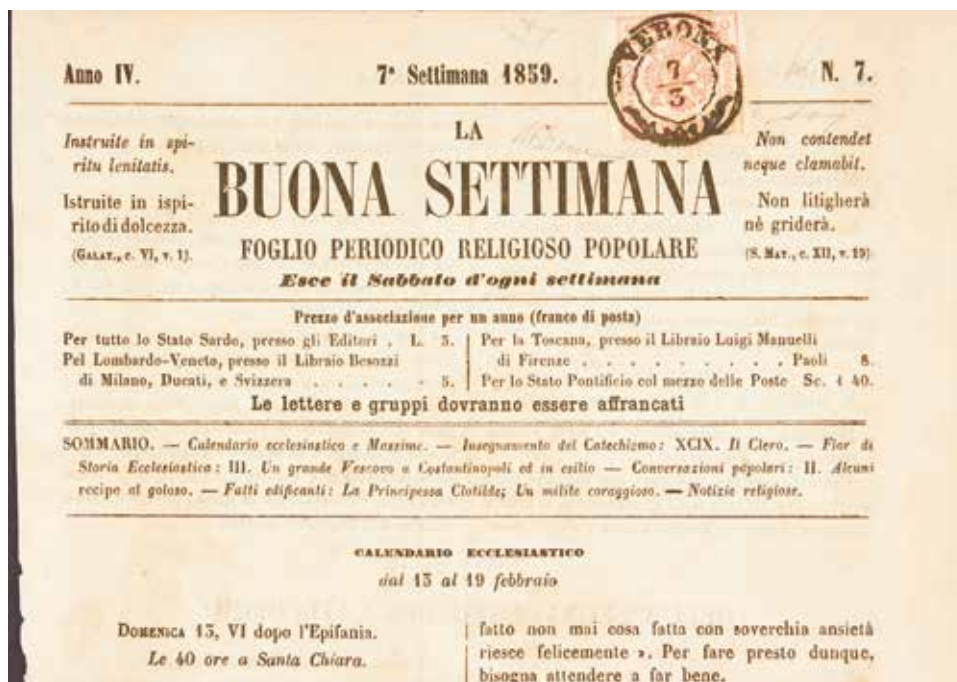 VERONA
7
3
Anno IV.
7ª Settimana 1859.
N. 7.
Instruite in spi-
ritu lenitatis.
Istruite in ispi-
rito di dolcezza.
(GALAT., c. VI, v. 1).
LA
BUONA SETTIMANA
FOGLIO PERIODICO RELIGIOSO POPOLARE
Esce il Sabbato d'ogni settimana
Non contendet
neque clamabit.
Non litigherà
nè griderà.
(S. MAT., c. XII, v. 19)
Prezzo d'associazione per un anno (franco di posta)
Per tutto lo Stato Sardo, presso gli Editori . L. 5.
Pel Lombardo-Veneto, presso il Libraio Besozzi
di Milano, Ducati, e Svizzera . . . . - 5.
Per la Toscana, presso il Libraio Luigi Manuelli
di Firenze . . . . . . . . . . Paoli 8.
Per lo Stato Pontificio col mezzo delle Poste Sc. 1 40.
Le lettere e gruppi dovranno essere affrancati
SOMMARIO. — Calendario ecclesiastico e Massime. — Insegnamento del Catechismo: XCIX. Il Clero. — Fior di
Storia Ecclesiastica: III. Un grande Vescovo a Costantinopoli ed in esilio — Conversazioni popolari: II. Alcuni
recipe al goloso. — Fatti edificanti: La Principessa Clotilde; Un milite coraggioso. — Notizie religiose.
CALENDARIO ECCLESIASTICO
dal 13 al 19 febbraio
DOMENICA 13, VI dopo l'Epifania.
Le 40 ore a Santa Chiara.
fatto non mai cosa fatta con soverchia ansietà
riesce felicemente ». Per fare presto dunque,
bisogna attendere a far bene.